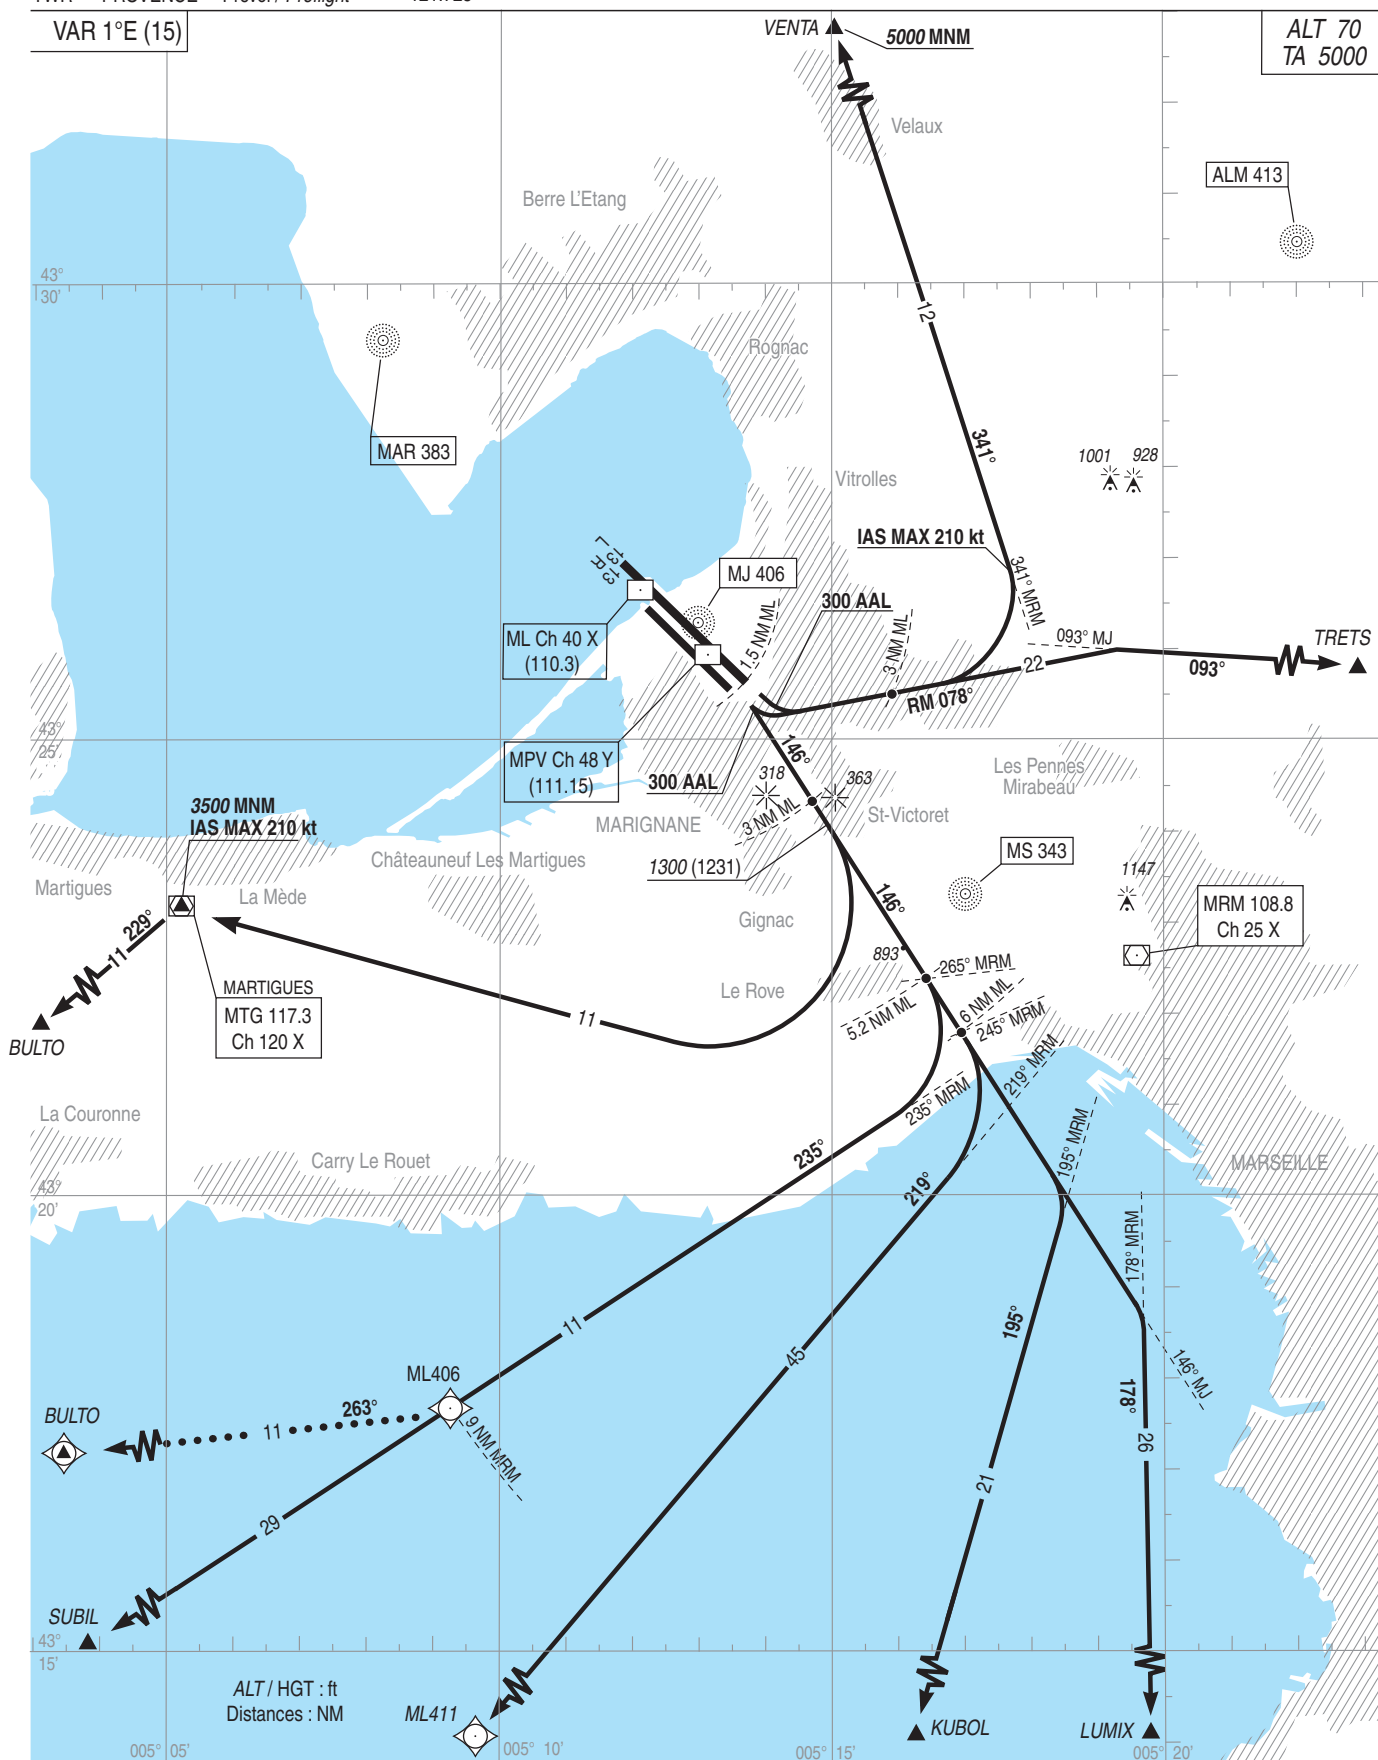 VAR 1°E (15)
VENTA
5000 MNM
ALT 70
TA 5000
Velaux
ALM 413
Berre L'Etang
43°
30'
12
Rognac
MAR 383
341°
1001
928
Vitrolles
IAS MAX 210 kt
13 L
13 R
MJ 406
341° MRM
1.5 NM ML
300 AAL
3 NM ML
093° MJ
TRETS
ML Ch 40 X
(110.3)
22
093°
RM 078°
43°
25'
146°
MPV Ch 48 Y
(111.15)
300 AAL
318
363
Les Pennes
Mirabeau
3500 MNM
IAS MAX 210 kt
3 NM ML
St-Victoret
MARIGNANE
MS 343
Châteauneuf Les Martigues
1300 (1231)
1147
Martigues
La Mède
146°
MRM 108.8
Ch 25 X
229°
11
Gignac
893
265° MRM
MARTIGUES
MTG 117.3
Ch 120 X
Le Rove
5.2 NM ML
6 NM ML
245° MRM
11
BULTO
219° MRM
235° MRM
La Couronne
195° MRM
Carry Le Rouet
235°
219°
MARSEILLE
43°
20'
178° MRM
195°
11
45
146° MJ
ML406
178°
BULTO
263°
11
9 NM MRM
26
21
29
SUBIL
43°
15'
ALT / HGT : ft
Distances : NM
ML411
KUBOL
LUMIX
005° 05'
005° 10'
005° 15'
005° 20'